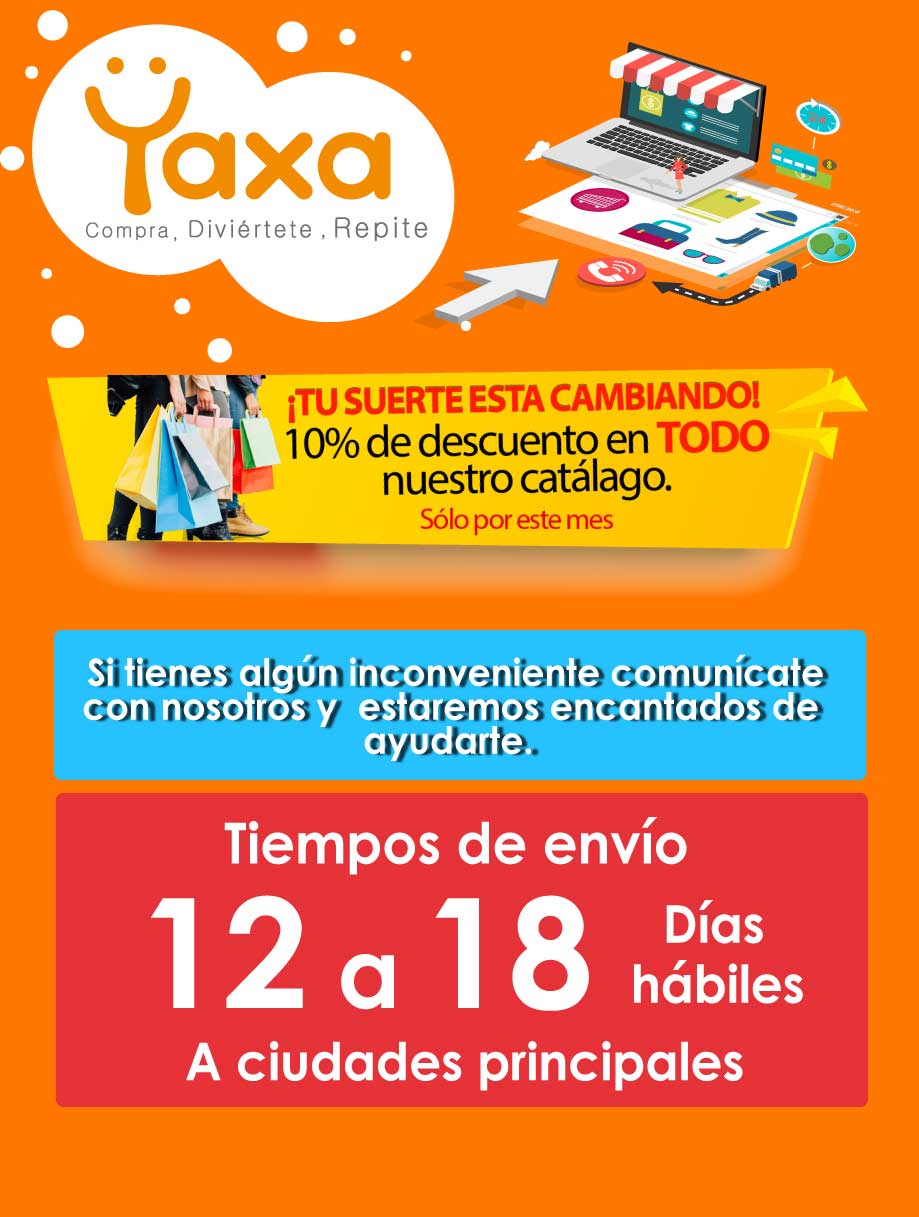 Yaxa
Compra, Diviértete, Repite
¡TU SUERTE ESTA CAMBIANDO!
10% de descuento en TODO
nuestro catálago.
Sólo por este mes
Si tienes algún inconveniente comunícate
con nosotros y estaremos encantados de
ayudarte..
Tiempos de envío
12 a 18 Días
hábiles
A ciudades principales